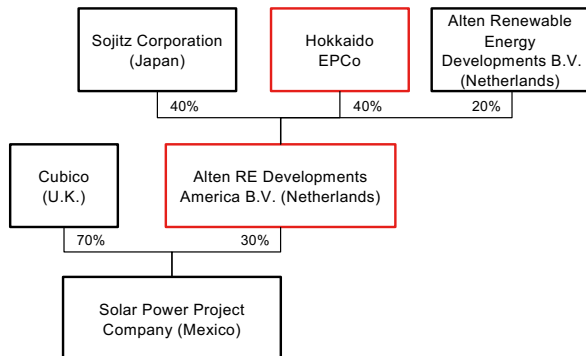 Sojitz Corporation
(Japan)
Hokkaido
EPCo
Alten Renewable
Energy
Developments B.V.
(Netherlands)
40%
40%
20%
Cubico
(U.K.)
Alten RE Developments
America B.V. (Netherlands)
70%
30%
Solar Power Project
Company (Mexico)